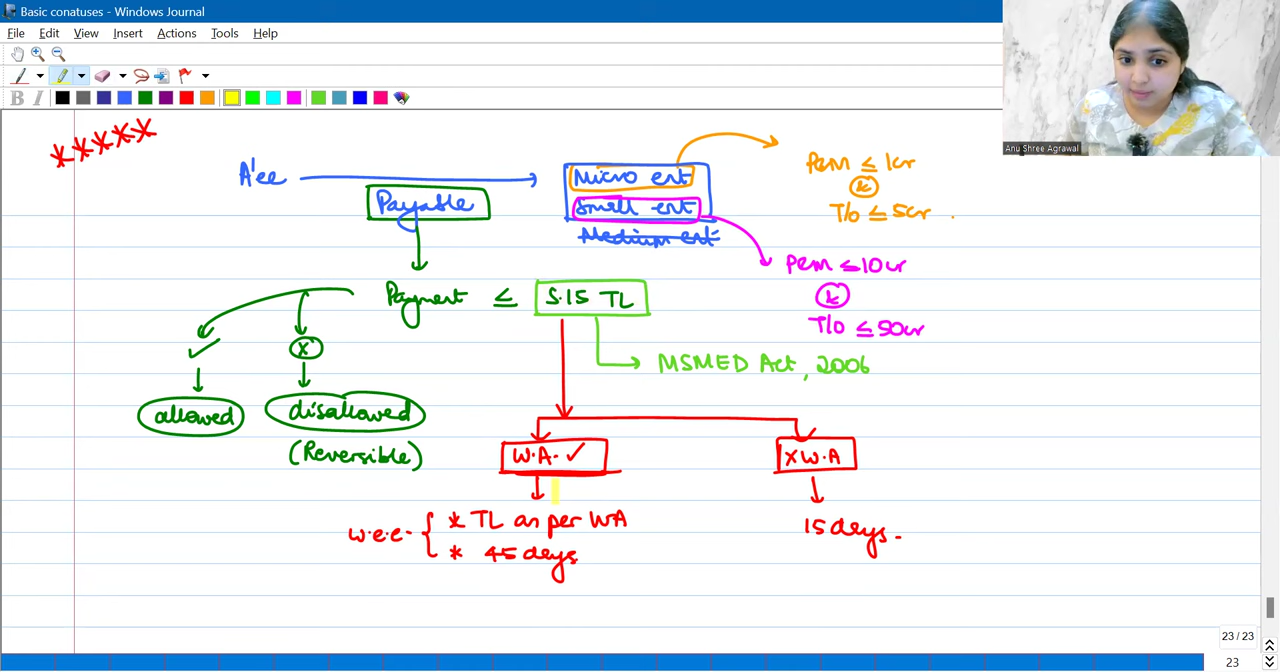 Basic conatuses - Windows Journal
File Edit View Insert Actions Tools Help
B I
Anu Shree Agrawal
*****
A'ee
Payable
Micro ent
Small ent
Medium ent
P&M ≤ 1cr
&
T/o ≤ 5cr
P&M ≤ 10cr
&
T/o ≤ 50cr
Payment ≤ S.15 TL
✓
X
MSMED Act, 2006
allowed
disallowed
(Reversible)
W.A. ✓
X W.A
w.e.e.
* TL as per WA
* 45 days
15 days.
23 / 23
23